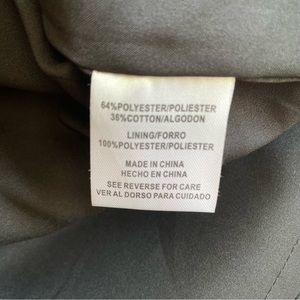 64%POLYESTER/POLIESTER
36%COTTON/ALGODON
LINING/FORRO
100%POLYESTER/POLIESTER
MADE IN CHINA
HECHO EN CHINA
SEE REVERSE FOR CARE
VER AL DORSO PARA CUIDADO